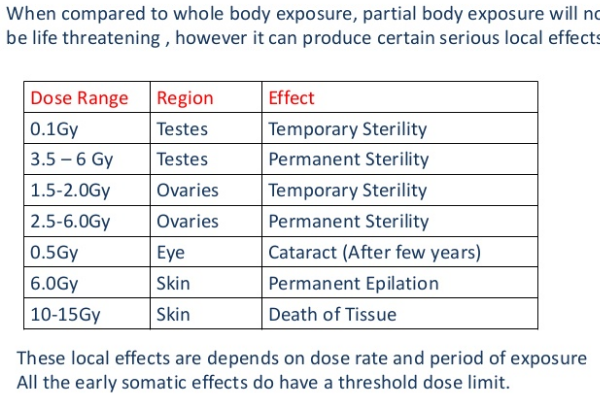 When compared to whole body exposure, partial body exposure will
be life threatening , however it can produce certain serious local effects
Dose Range Region Effect
0.1Gy Testes Temporary Sterility
3.5 – 6 Gy Testes Permanent Sterility
1.5-2.0Gy Ovaries Temporary Sterility
2.5-6.0Gy Ovaries Permanent Sterility
0.5Gy Eye Cataract (After few years)
6.0Gy Skin Permanent Epilation
10-15Gy Skin Death of Tissue
These local effects are depends on dose rate and period of exposure
All the early somatic effects do have a threshold dose limit.